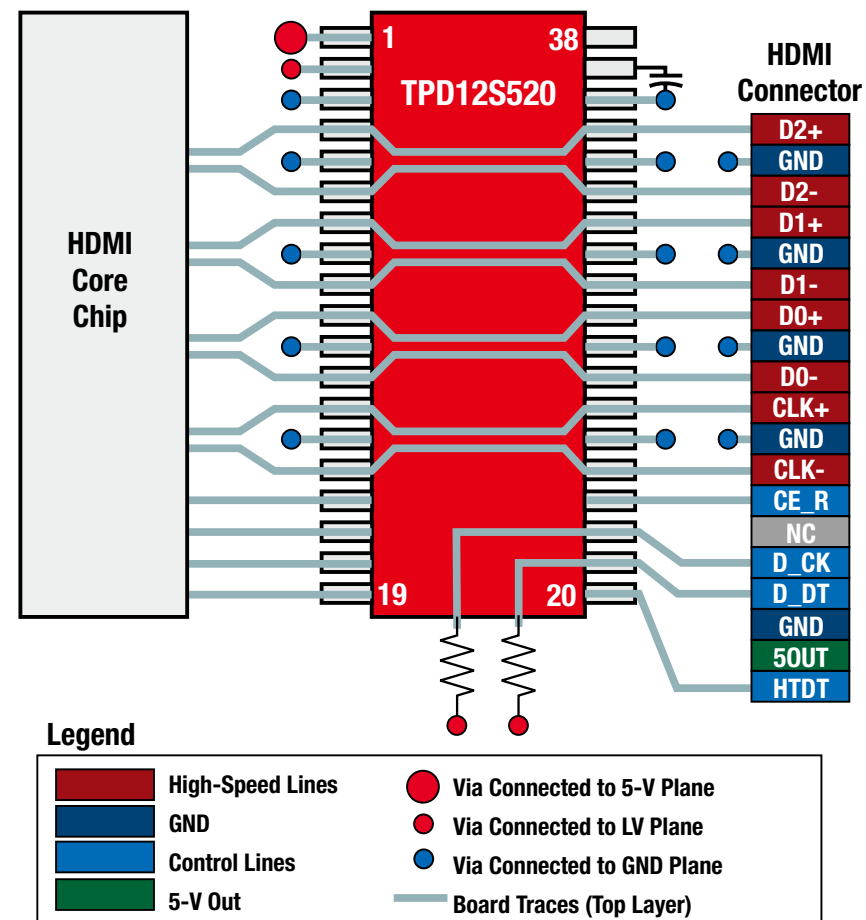 1
38
TPD12S520
19
20
HDMI
Core
Chip
HDMI
Connector
D2+
GND
D2-
D1+
GND
D1-
D0+
GND
D0-
CLK+
GND
CLK-
CE_R
NC
D_CK
D_DT
GND
5OUT
HTDT
Legend
High-Speed Lines
GND
Control Lines
5-V Out
Via Connected to 5-V Plane
Via Connected to LV Plane
Via Connected to GND Plane
Board Traces (Top Layer)